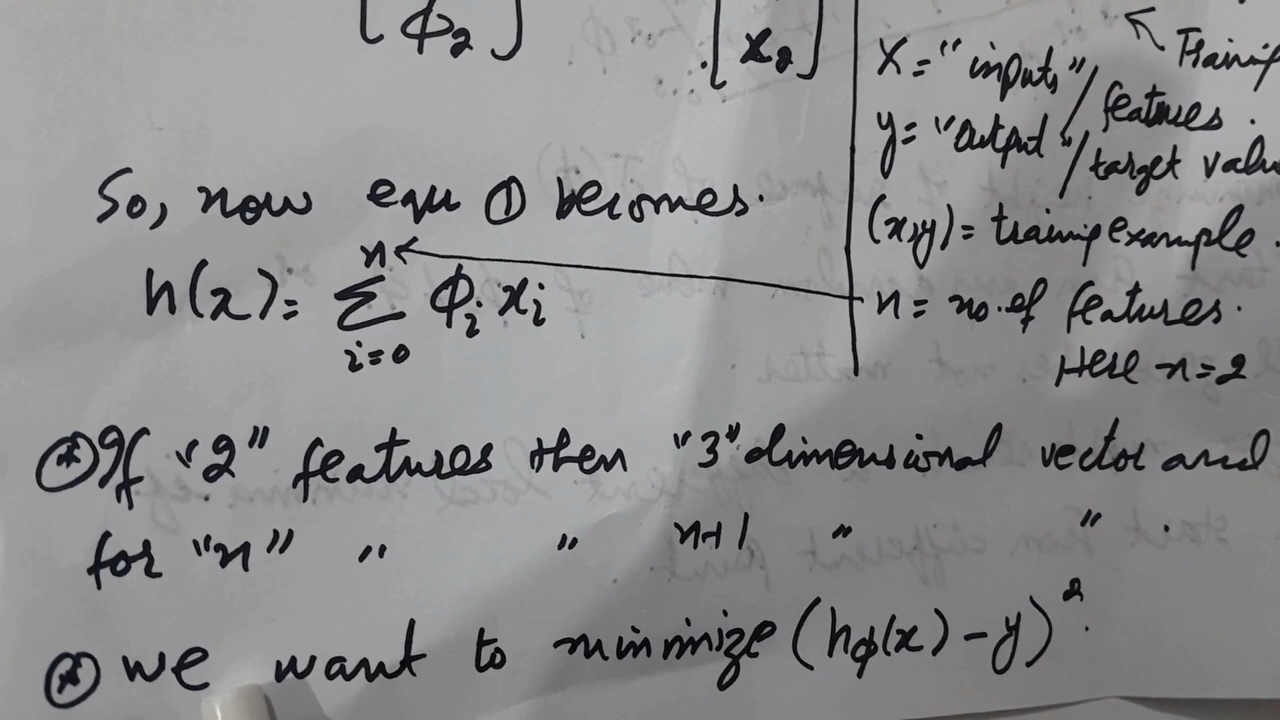 [ϕ₂]
[x₂]
Training
x = "inputs" / features.
y = "output" / target valu
(x,y) = training example.
n = no. of features.
Here n=2
So, now equ ① becomes.
h(x) = n∑i=0 ϕᵢ xᵢ
⊛ If "2" features then "3" dimensional vector and
for "n" " " n+1 " " .
⊛ we want to minimize (hϕ(x) - y)².